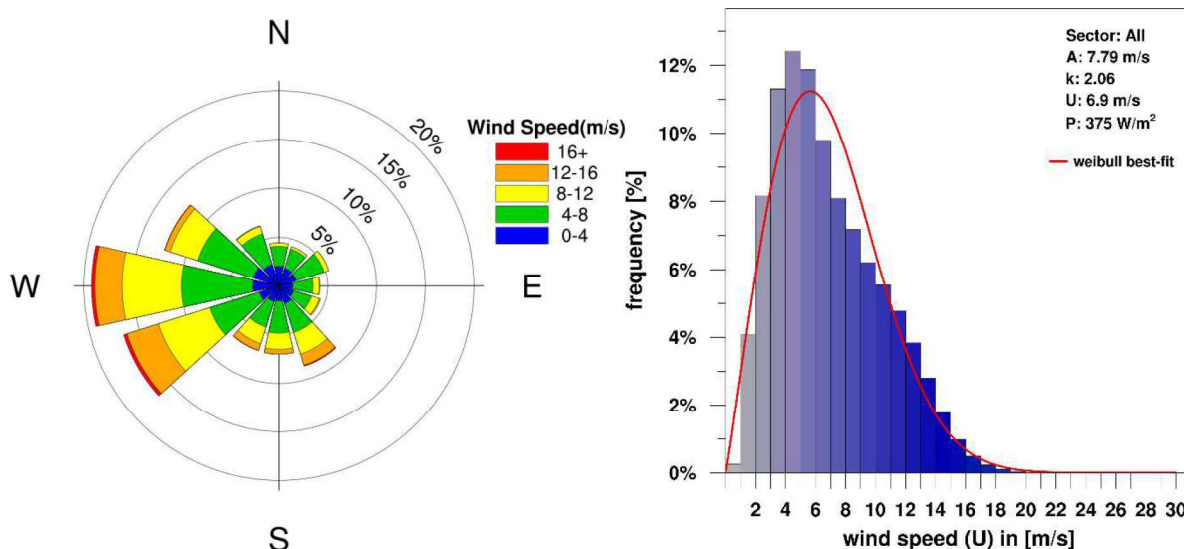 N
W
E
S
5%
10%
15%
20%
Wind Speed(m/s)
16+
12-16
8-12
4-8
0-4
frequency [%]
12%
10%
8%
6%
4%
2%
0%
2 4 6 8 10 12 14 16 18 20 22 24 26 28 30
wind speed (U) in [m/s]
Sector: All
A: 7.79 m/s
k: 2.06
U: 6.9 m/s
P: 375 W/m²
weibull best-fit